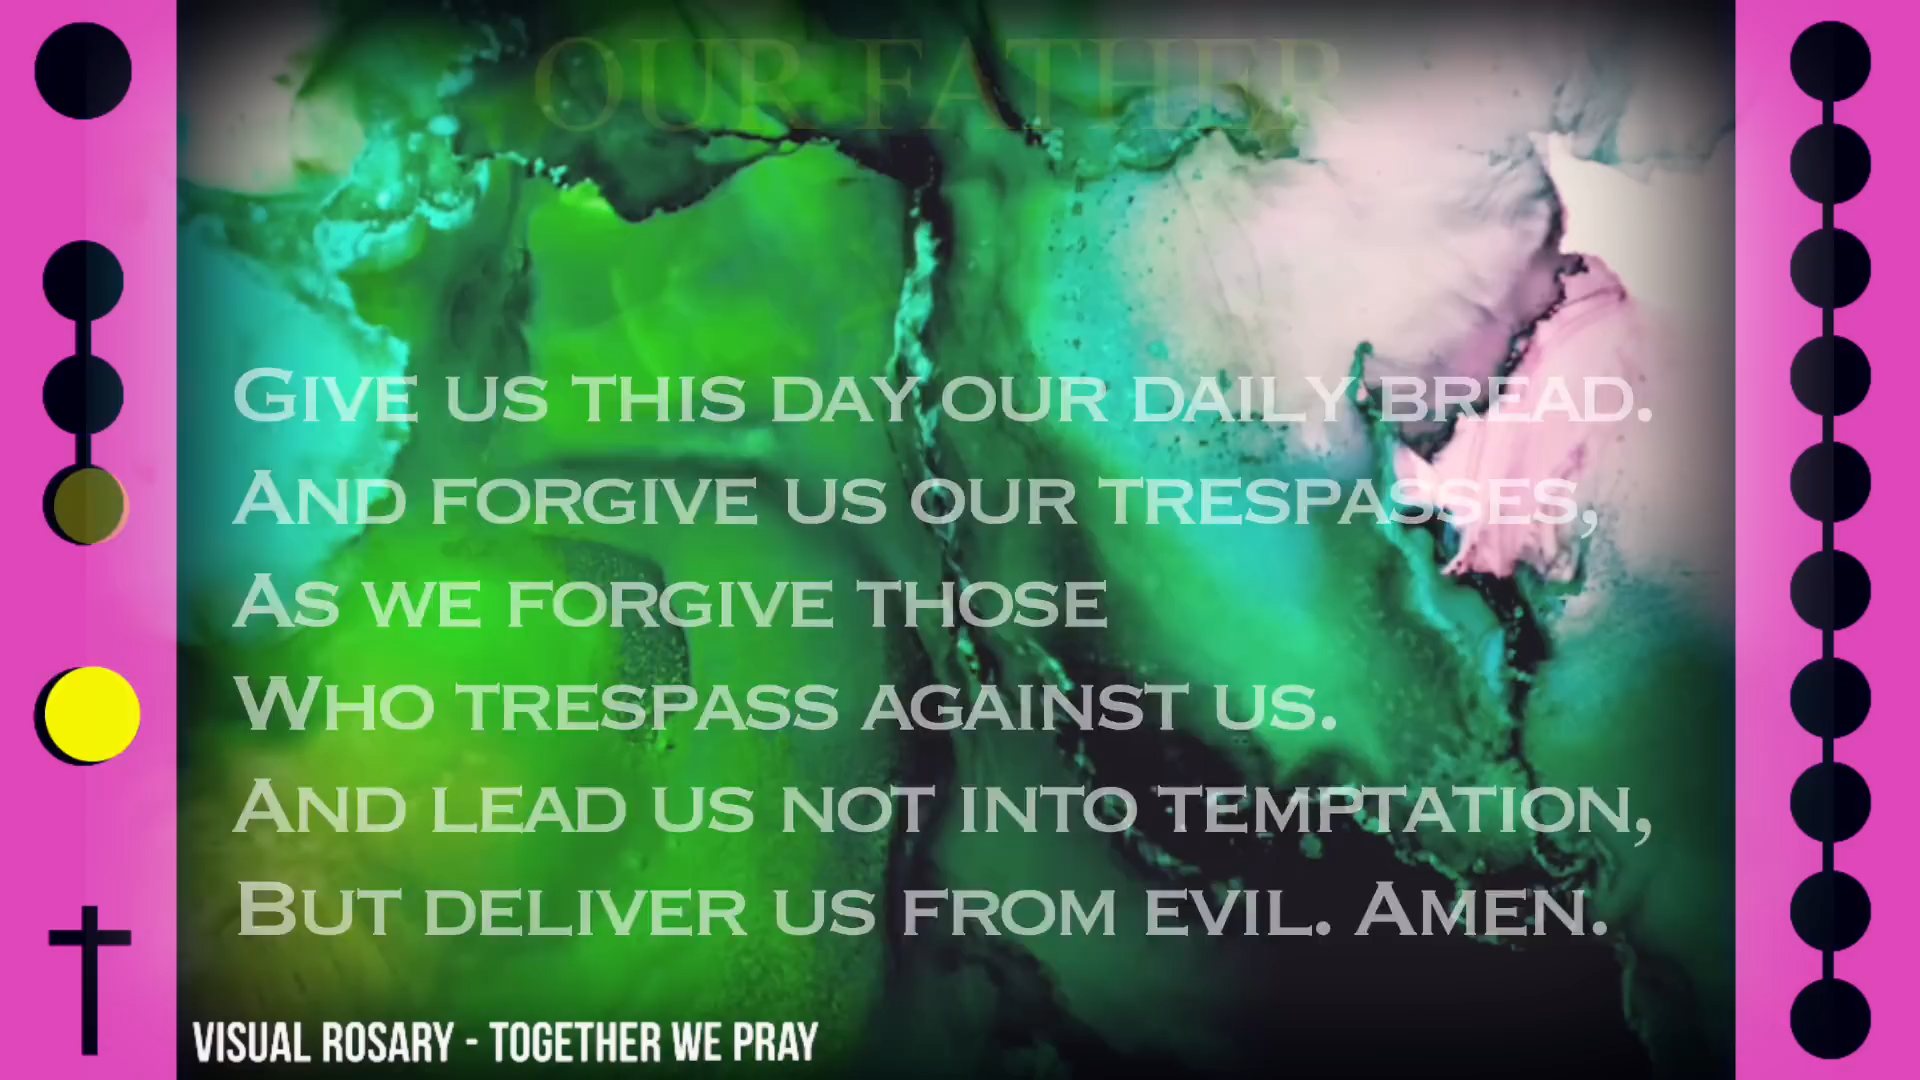 OUR FATHER
GIVE US THIS DAY OUR DAILY BREAD.
AND FORGIVE US OUR TRESPASSES,
AS WE FORGIVE THOSE
WHO TRESPASS AGAINST US.
AND LEAD US NOT INTO TEMPTATION,
BUT DELIVER US FROM EVIL. AMEN.
VISUAL ROSARY - TOGETHER WE PRAY